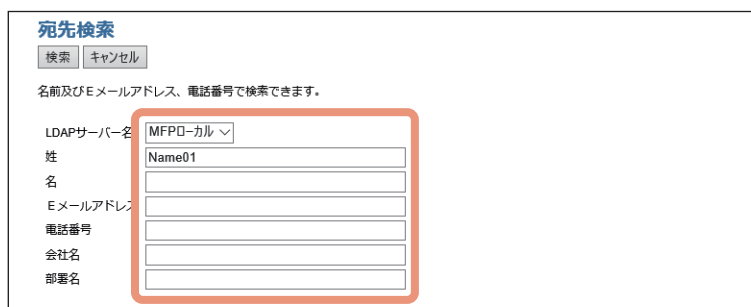 宛先検索
検索 キャンセル
名前及びEメールアドレス、電話番号で検索できます。
LDAPサーバー名 MFPローカル
姓 Name01
名
Eメールアドレス
電話番号
会社名
部署名